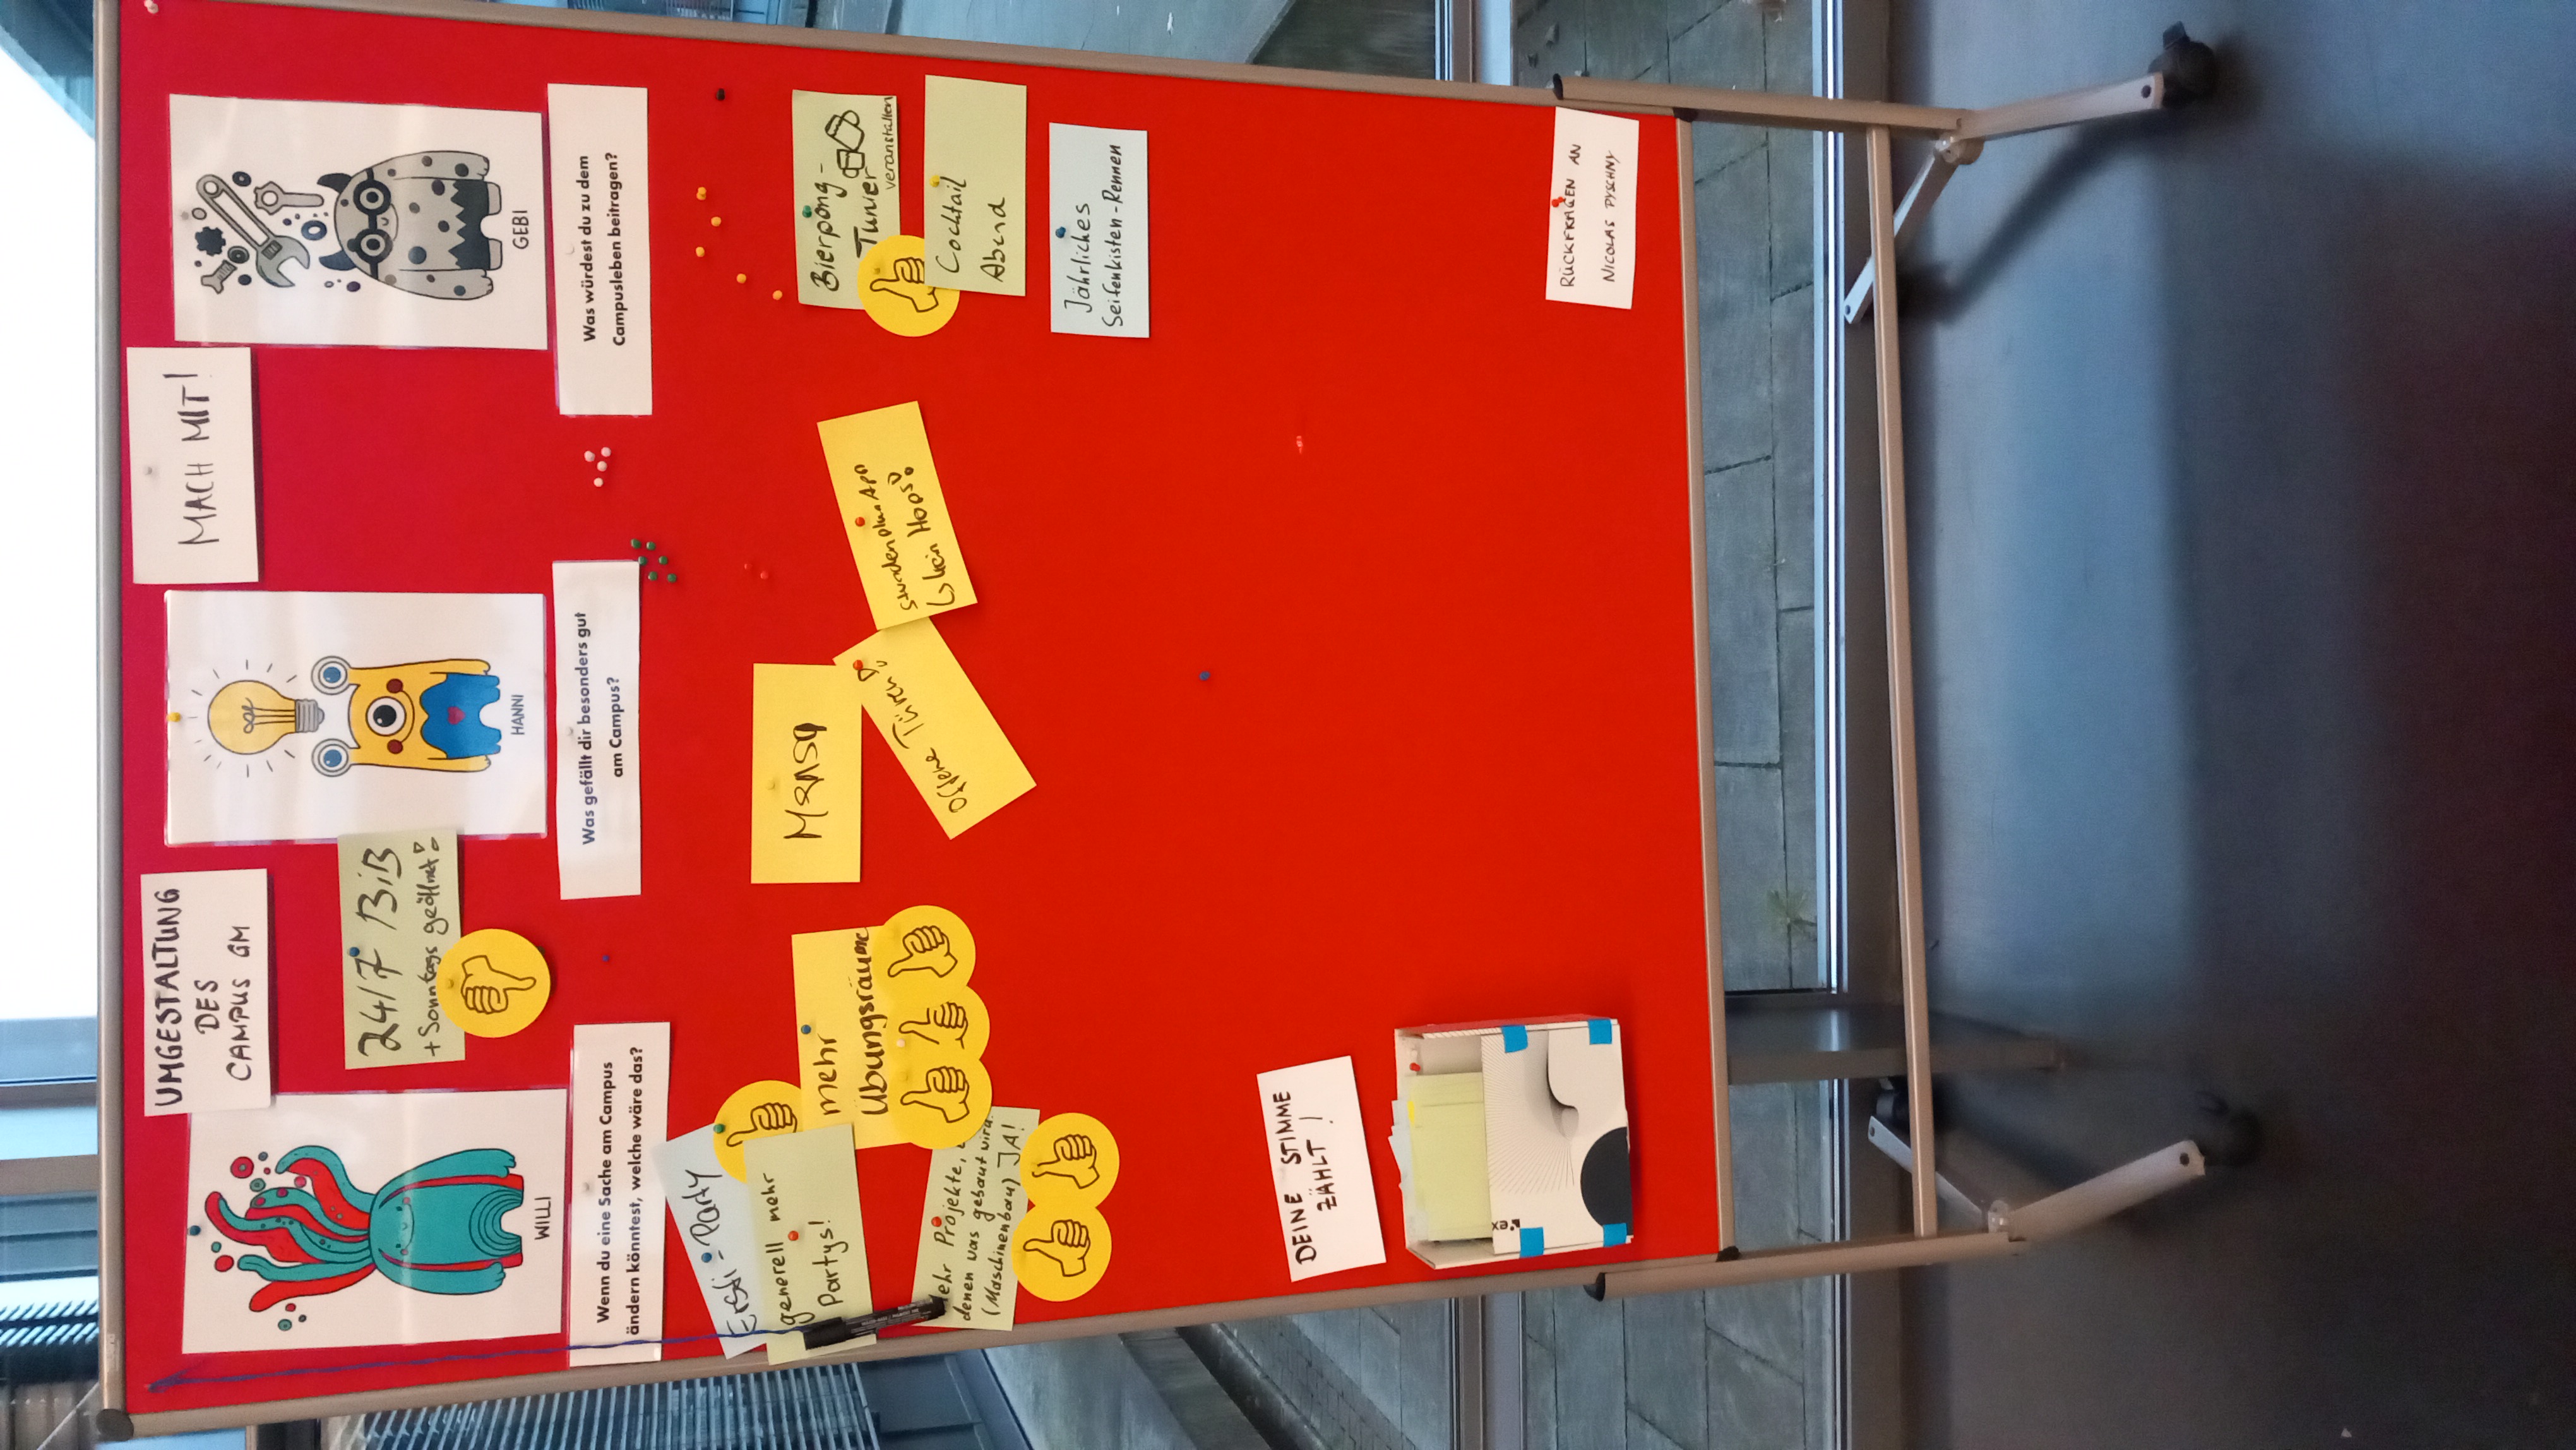 UMGESTALTUNG
DES
CAMPUS GM
MACH MIT!
24/7 BiB
+ Sonntags geöffnet!
WILLI
HANNI
GEBI
Wenn du eine Sache am Campus
ändern könntest, welche wäre das?
Was gefällt dir besonders gut
am Campus?
Was würdest du zu dem
Campusleben beitragen?
Ersti-Party
generell mehr
Partys!
mehr
Übungsräume
Mehr Projekte,
denen was gebaut wird.
(Maschinenbau) JA!
Mensa
Offene Türen!
Stundenplan App
↳ kein Hops!
Bierpong-
Tunier
veranstalten
Cocktail
Abend
Jährliches
Seifenkisten-Rennen
DEINE STIMME
ZÄHLT!
ex
RÜCKFRAGEN AN
NICOLAS PYSCHNY